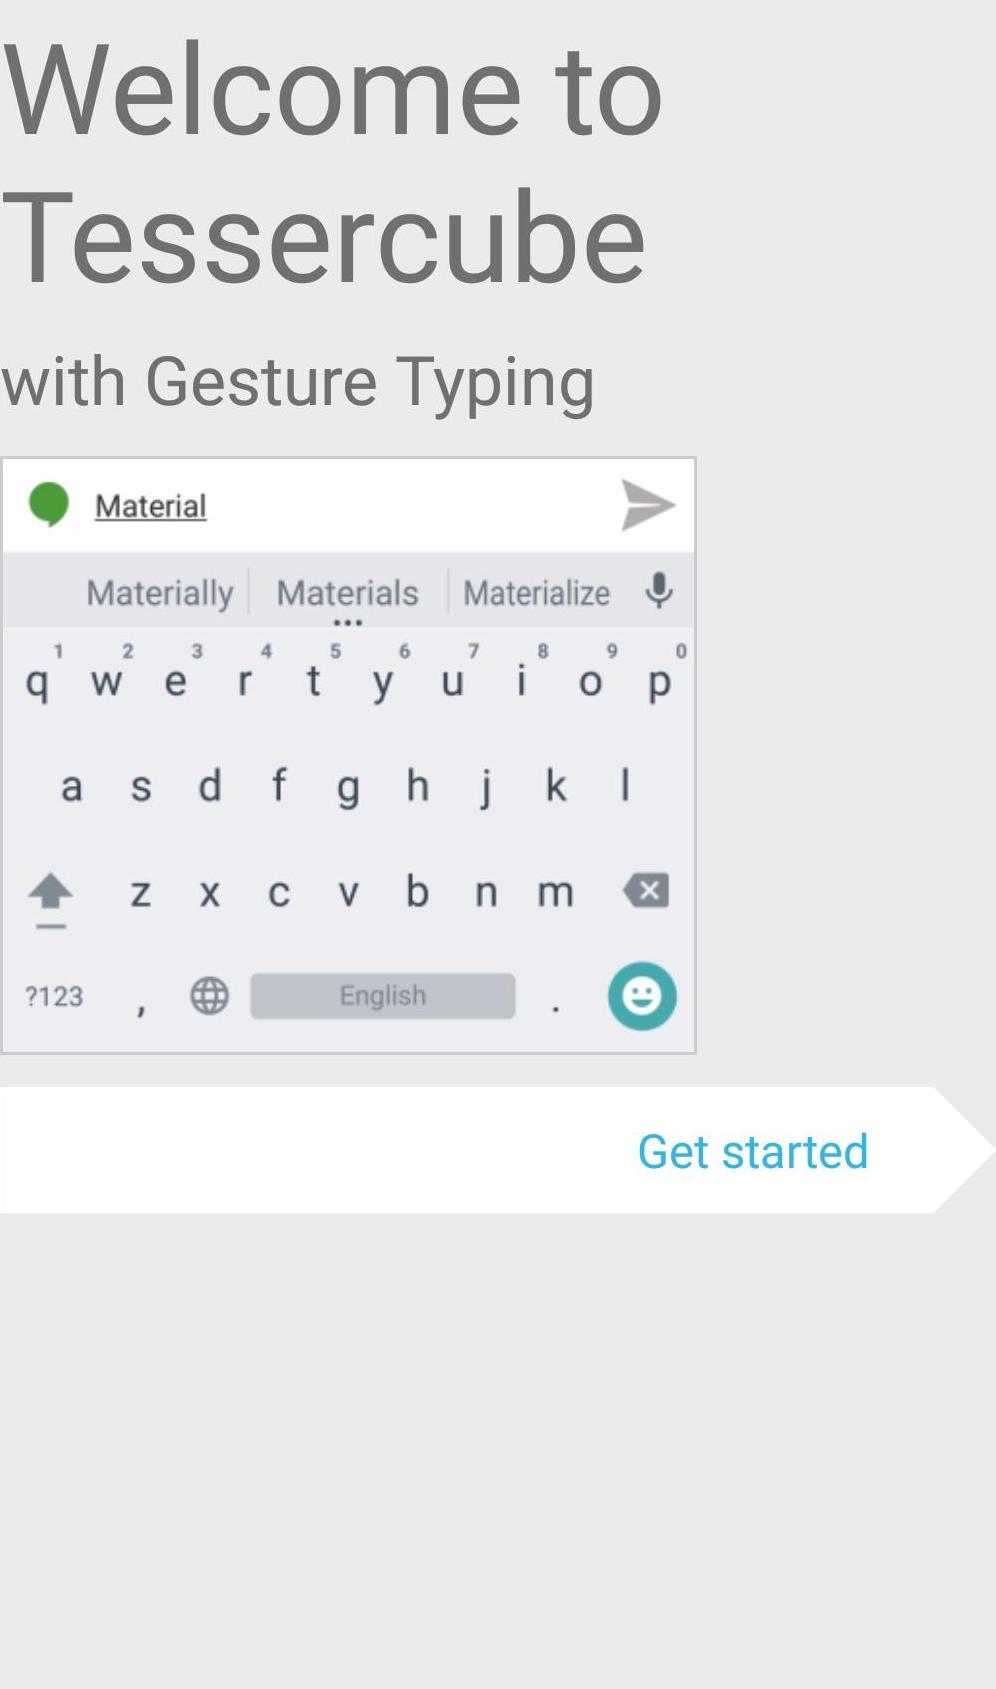 Welcome to
Tessercube
with Gesture Typing
Material
Materially Materials Materialize
1 2 3 4 5 6 7 8 9 0
q w e r t y u i o p
a s d f g h j k l
z x c v b n m
?123 , English .
Get started